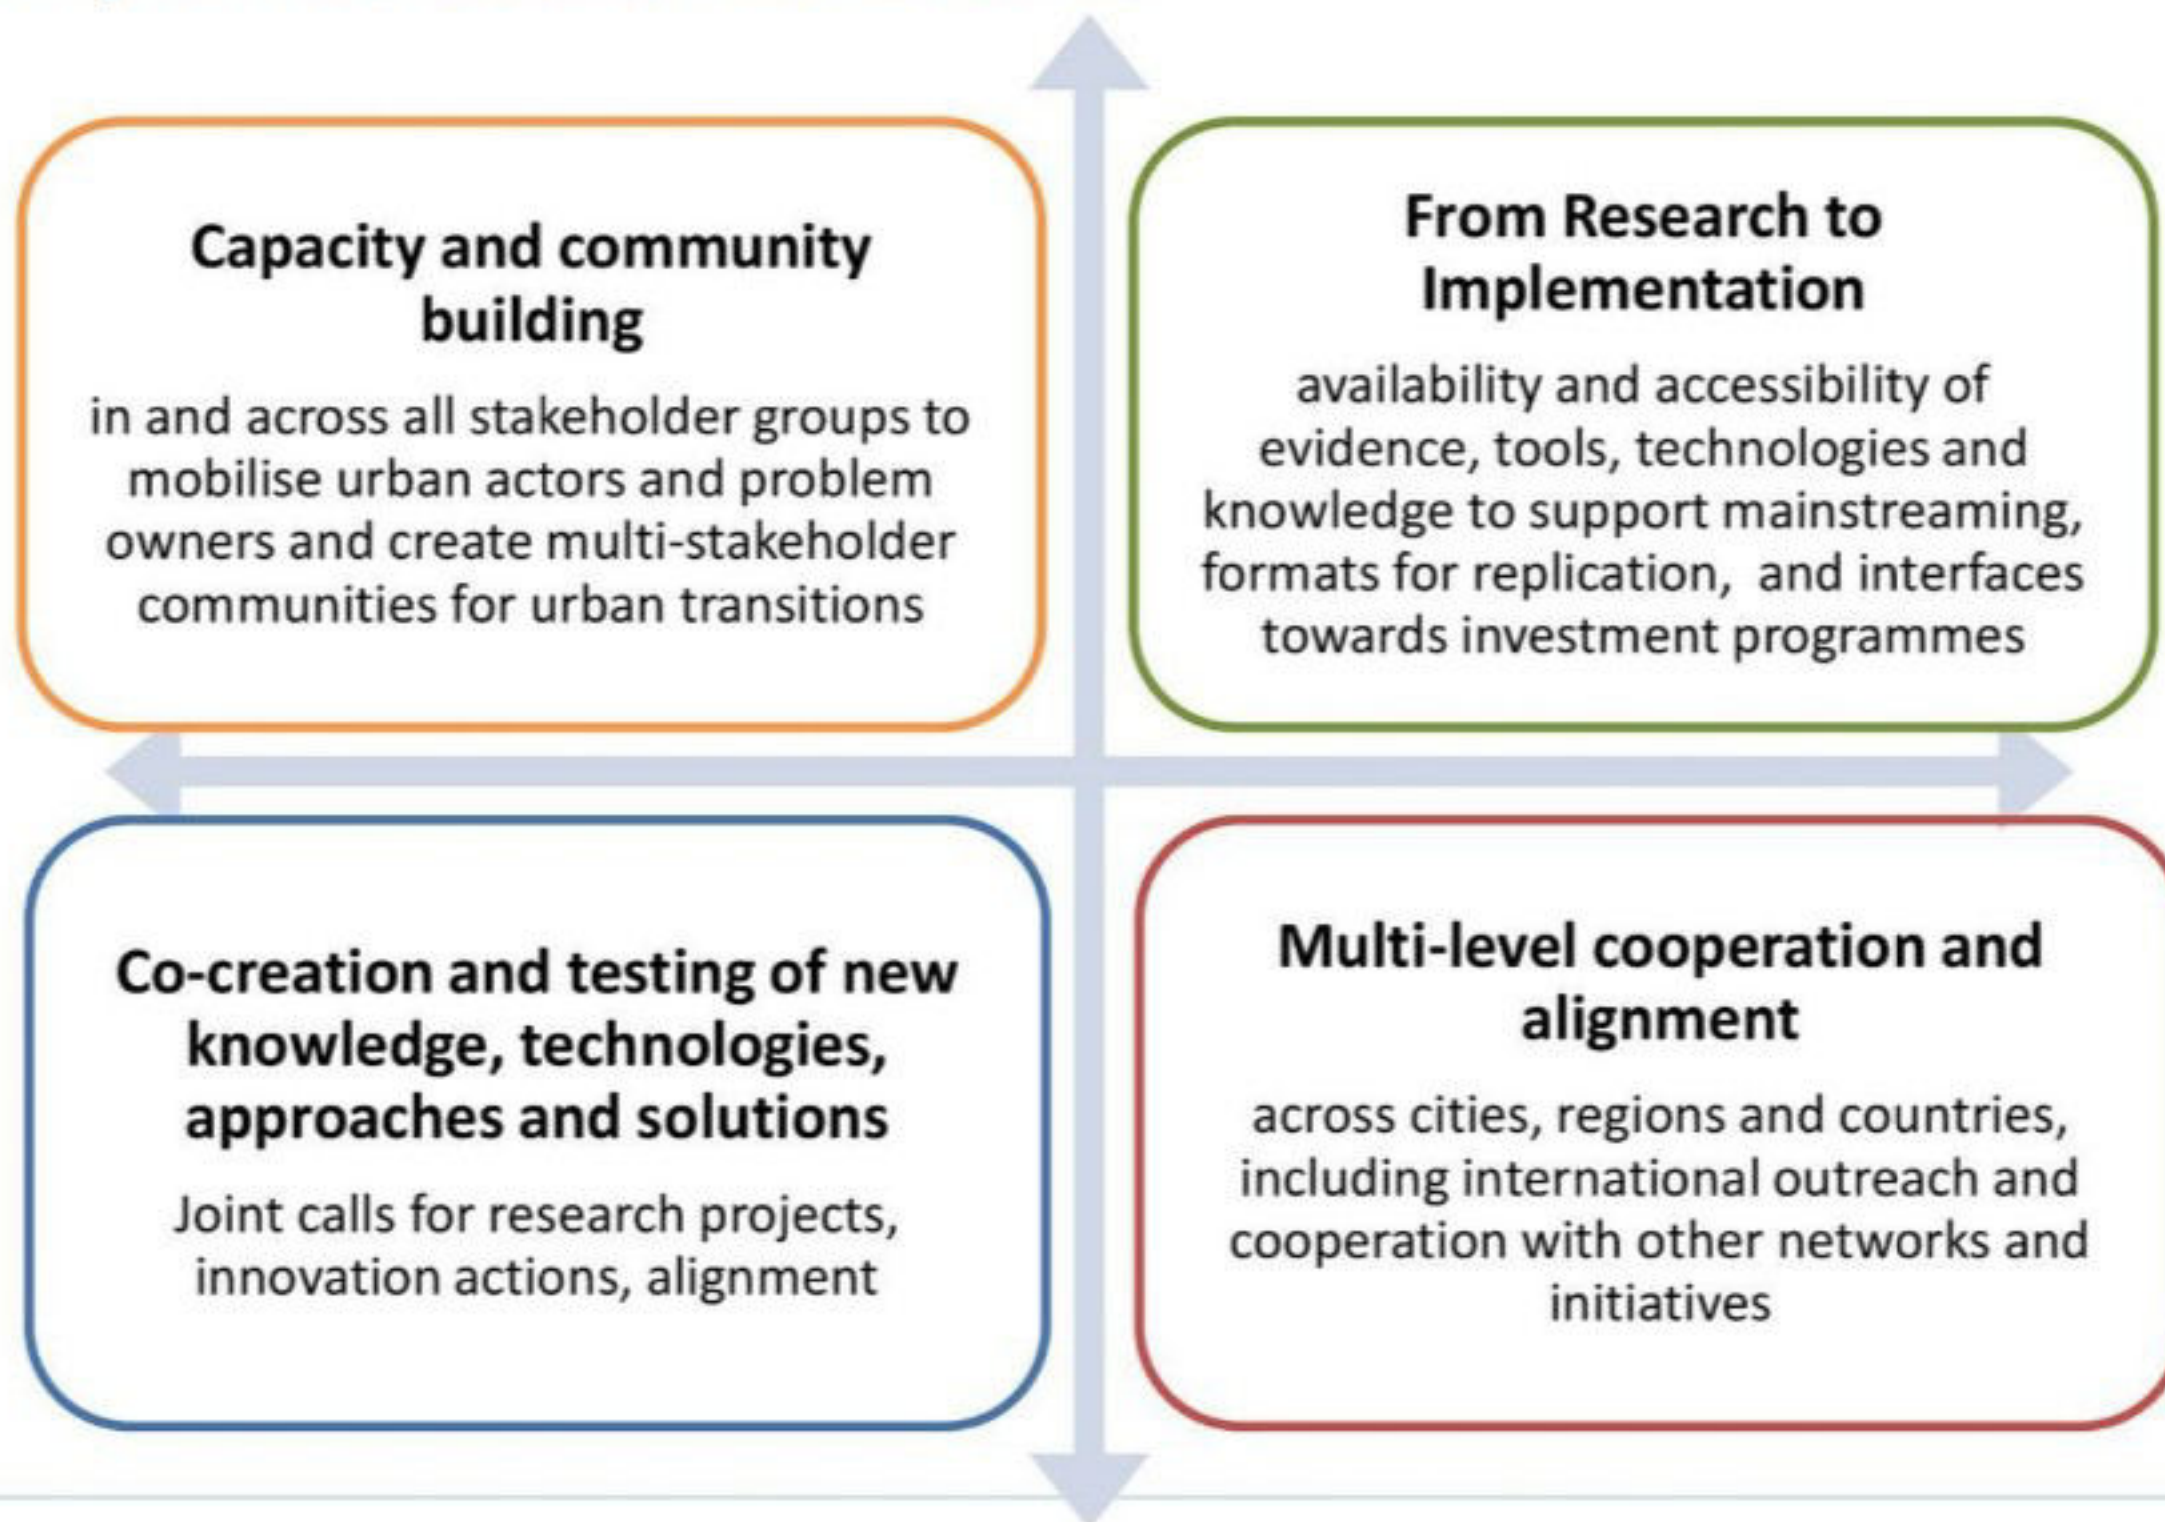 Capacity and community
building
in and across all stakeholder groups to
mobilise urban actors and problem
owners and create multi-stakeholder
communities for urban transitions
From Research to
Implementation
availability and accessibility of
evidence, tools, technologies and
knowledge to support mainstreaming,
formats for replication,  and interfaces
towards investment programmes
Co-creation and testing of new
knowledge, technologies,
approaches and solutions
Joint calls for research projects,
innovation actions, alignment
Multi-level cooperation and
alignment
across cities, regions and countries,
including international outreach and
cooperation with other networks and
initiatives